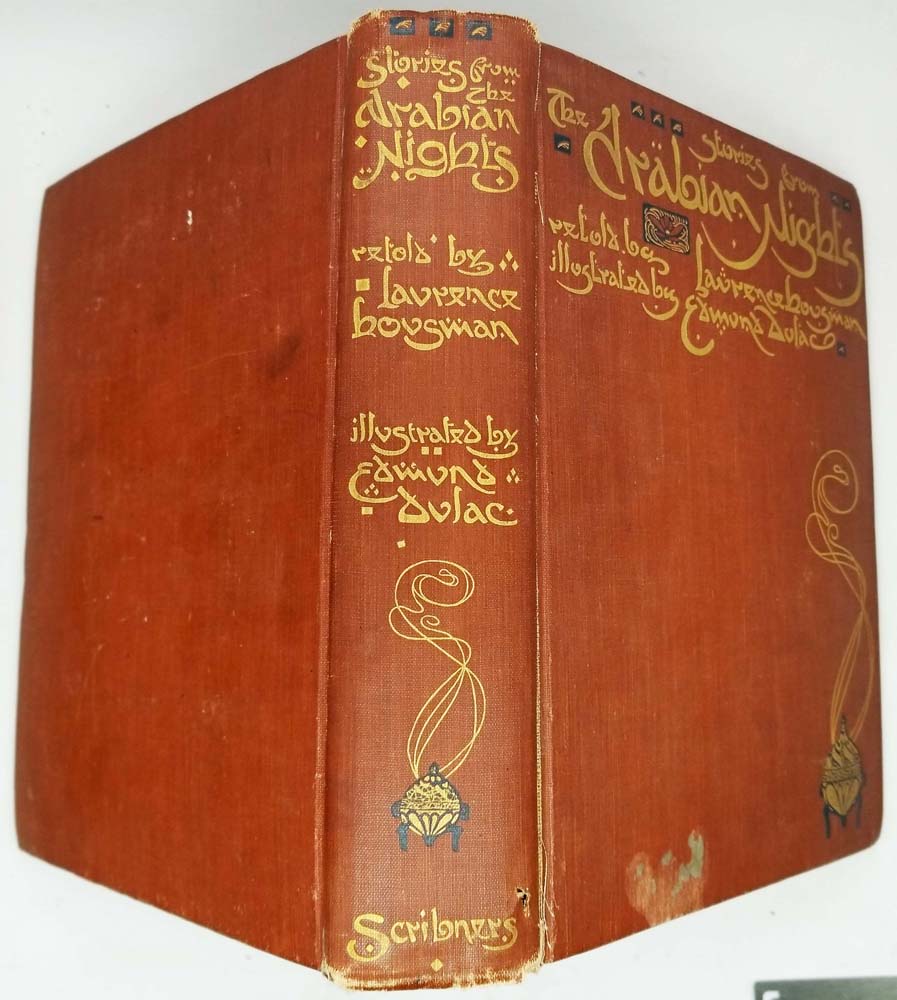 Stories from
The
Arabian
Nights
retold by
Laurence
housman
illustrated by
Edmund
Dulac
Scribners
Stories from
The Arabian Nights
retold by Laurence housman
illustrated by Edmund Dulac